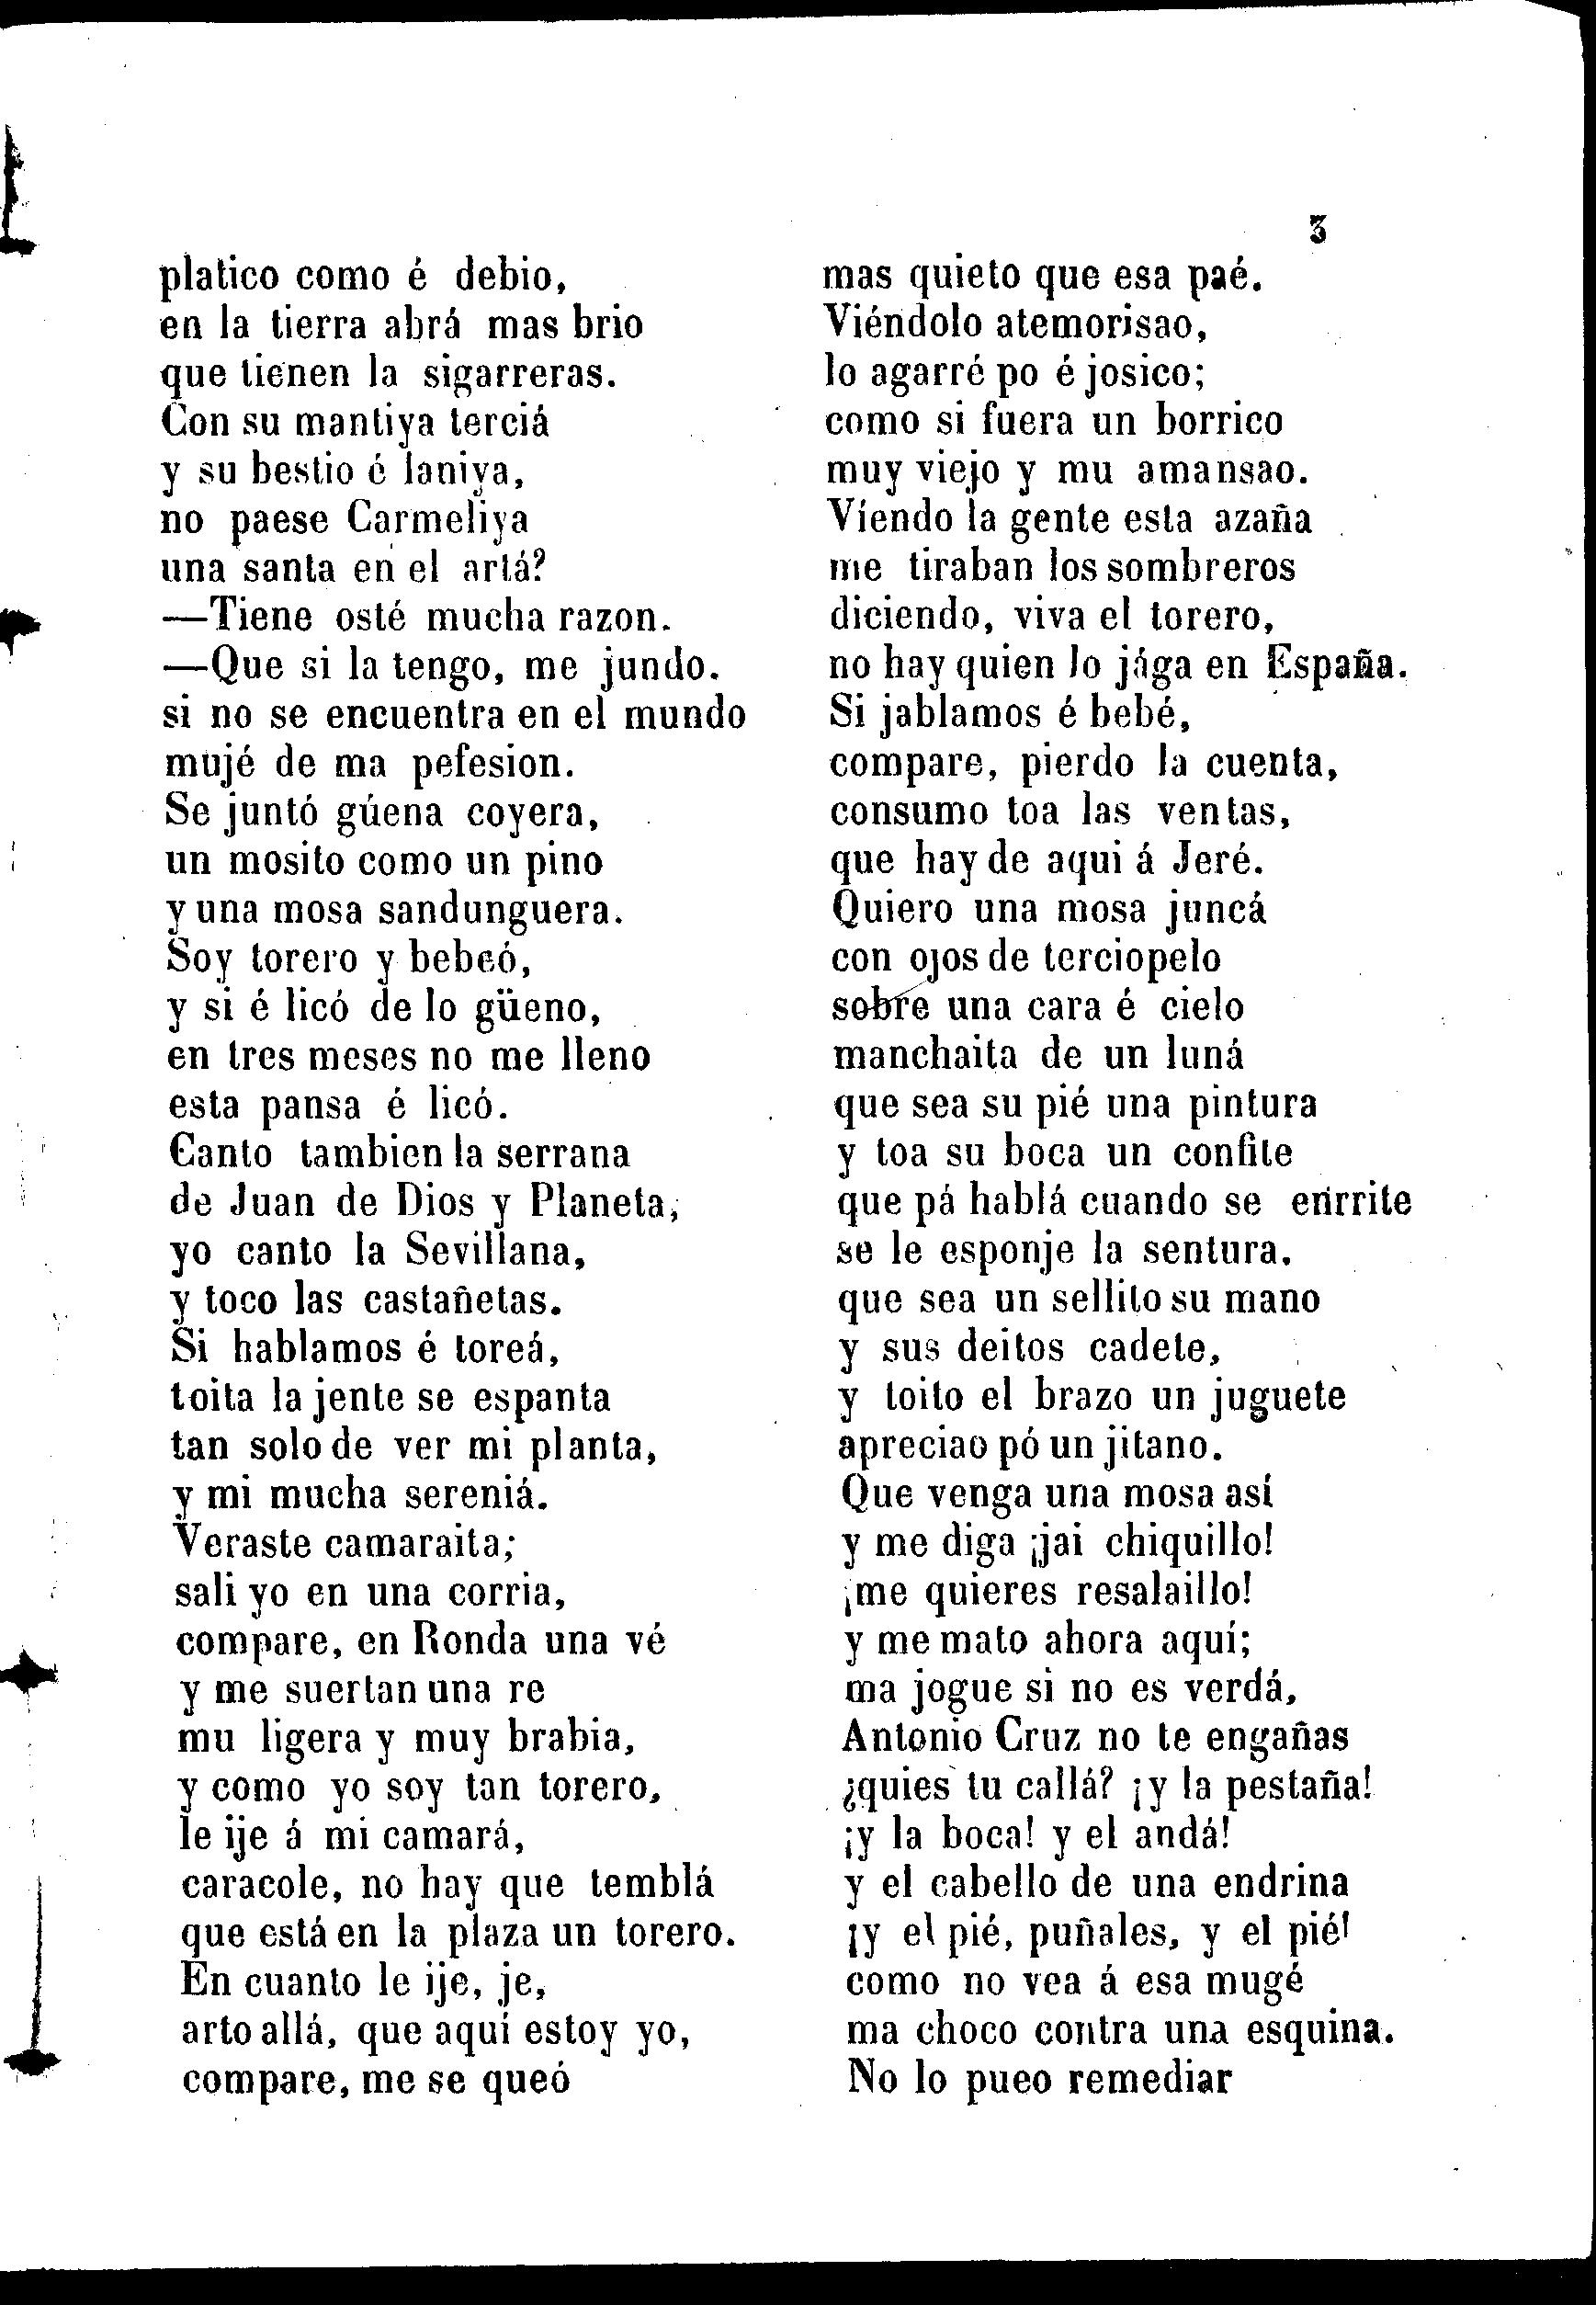 3
platico como é debio,
en la tierra abrá mas brio
que tienen la sigarreras.
Con su mantiya terciá
y su bestio é laniya,
no paese Carmeliya
una santa en el artá?
—Tiene osté mucha razon.
—Que si la tengo, me jundo.
si no se encuentra en el mundo
mujé de ma pefesion.
Se juntó gúena coyera,
un mosito como un pino
y una mosa sandunguera.
Soy torero y bebeó,
y si é licó de lo güeno,
en tres meses no me lleno
esta pansa é licó.
Canto tambien la serrana
de Juan de Dios y Planeta,
yo canto la Sevillana,
y toco las castañetas.
Si hablamos é toreá,
toita la jente se espanta
tan solo de ver mi planta,
y mi mucha sereniá.
Veraste camaraita;
sali yo en una corria,
compare, en Ronda una vé
y me suertan una re
mu ligera y muy brabia,
y como yo soy tan torero,
le ije á mi camará,
caracole, no hay que temblá
que está en la plaza un torero.
En cuanto le ije, je,
arto allá, que aquí estoy yo,
compare, me se queó
mas quieto que esa paé.
Viéndolo atemorisao,
lo agarré po é josico;
como si fuera un borrico
muy viejo y mu amansao.
Viendo la gente esta azaña
me tiraban los sombreros
diciendo, viva el torero,
no hay quien lo jága en España.
Si jablamos é bebé,
compare, pierdo la cuenta,
consumo toa las ventas,
que hay de aqui á Jeré.
Quiero una mosa juncá
con ojos de terciopelo
sobre una cara é cielo
manchaita de un luná
que sea su pié una pintura
y toa su boca un confite
que pá hablá cuando se enrrite
se le esponje la sentura.
que sea un sellito su mano
y sus deitos cadete,
y toito el brazo un juguete
apreciao pó un jitano.
Que venga una mosa así
y me diga ¡jai chiquillo!
¡me quieres resalaillo!
y me mato ahora aquí;
ma jogue si no es verdá,
Antonio Cruz no te engañas
¿quies tu callá? ¡y la pestaña!
¡y la boca! y el andá!
y el cabello de una endrina
¡y el pié, puñales, y el pié!
como no vea á esa mugé
ma choco contra una esquina.
No lo pueo remediar